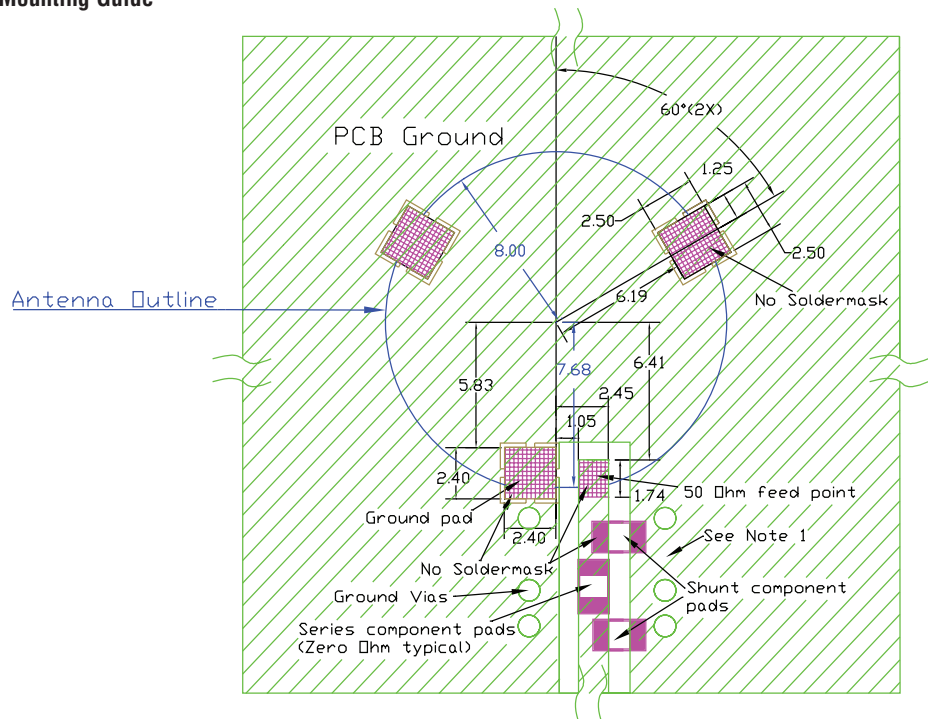 Mounting Guide
60°(2X)
PCB Ground
1.25
2.50
2.50
8.00
6.19
No Soldermask
Antenna Outline
7.68
6.41
5.83
2.45
1.05
2.40
1.74
50 Ohm feed point
Ground pad
2.40
See Note 1
No Soldermask
Ground Vias
Shunt component
pads
Series component pads
(Zero Ohm typical)